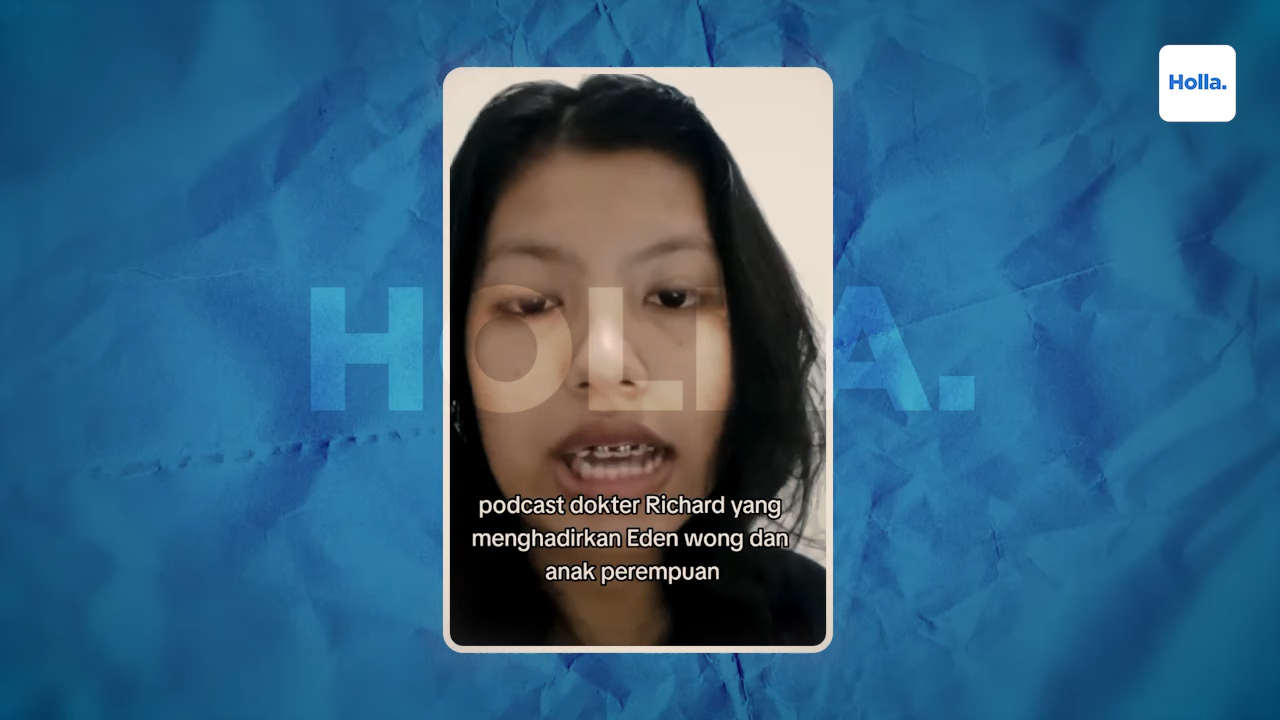 Holla.
HOLLA.
podcast dokter Richard yang
menghadirkan Eden wong dan
anak perempuan